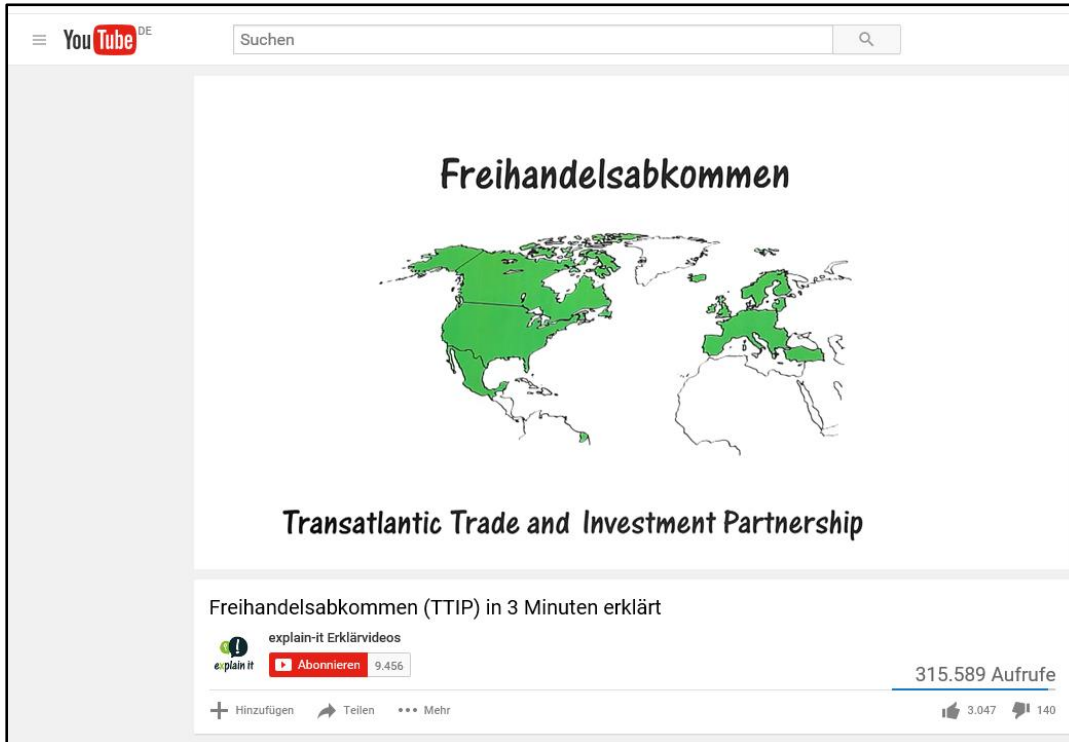 YouTube DE
Suchen
Freihandelsabkommen
Transatlantic Trade and Investment Partnership
Freihandelsabkommen (TTIP) in 3 Minuten erklärt
explain-it Erklärvideos
explain it
Abonnieren 9.456
315.589 Aufrufe
Hinzufügen Teilen Mehr
3.047 140